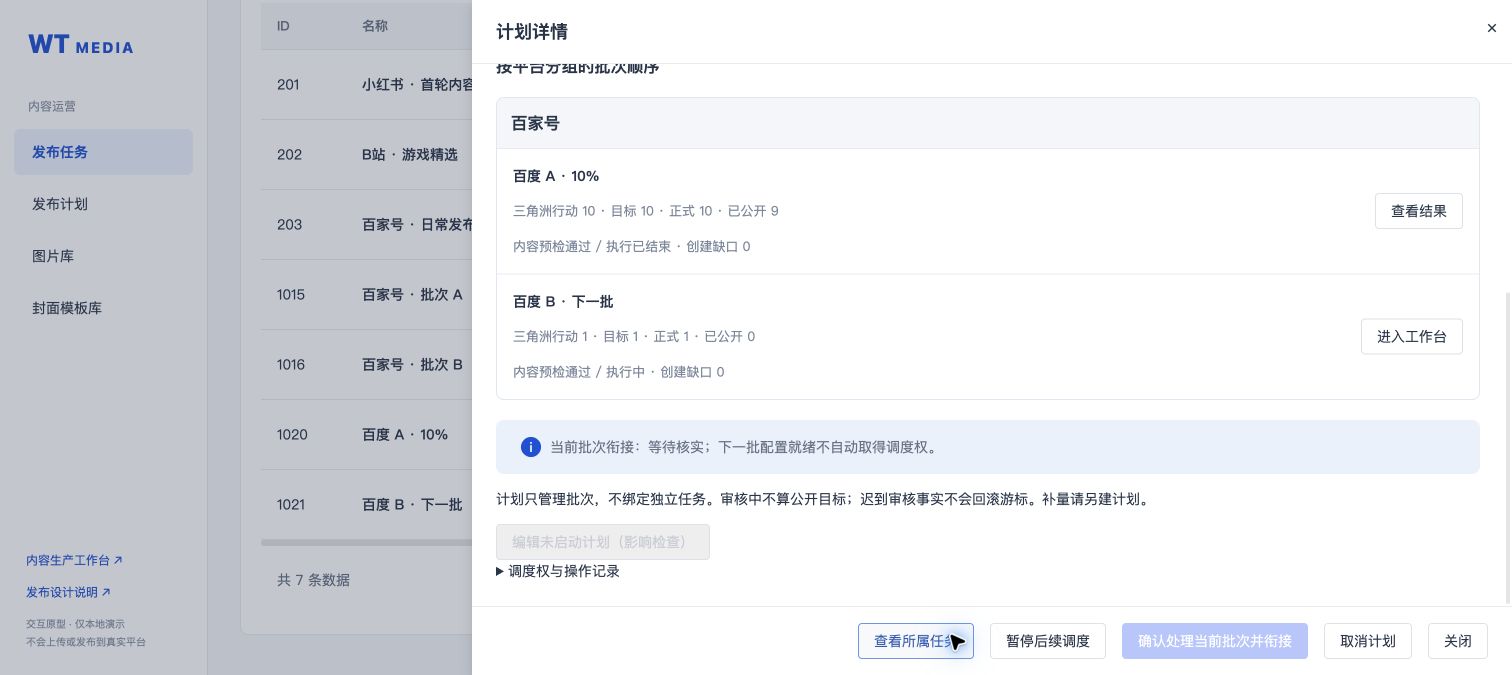 WT MEDIA
内容运营
发布任务
发布计划
图片库
封面模板库
内容生产工作台 ↗
发布设计说明 ↗
交互原型 · 仅本地演示
不会上传或发布到真实平台
ID 名称
201 小红书 · 首轮内容
202 B站 · 游戏精选
203 百家号 · 日常发布
1015 百家号 · 批次 A
1016 百家号 · 批次 B
1020 百度 A · 10%
1021 百度 B · 下一批
共 7 条数据
计划详情 ×
按平台分组的批次顺序
百家号
百度 A · 10%
三角洲行动 10 · 目标 10 · 正式 10 · 已公开 9
查看结果
内容预检通过 / 执行已结束 · 创建缺口 0
百度 B · 下一批
三角洲行动 1 · 目标 1 · 正式 1 · 已公开 0
进入工作台
内容预检通过 / 执行中 · 创建缺口 0
当前批次衔接：等待核实；下一批配置就绪不自动取得调度权。
计划只管理批次，不绑定独立任务。审核中不算公开目标；迟到审核事实不会回滚游标。补量请另建计划。
编辑未启动计划（影响检查）
▶ 调度权与操作记录
查看所属任务 暂停后续调度 确认处理当前批次并衔接 取消计划 关闭